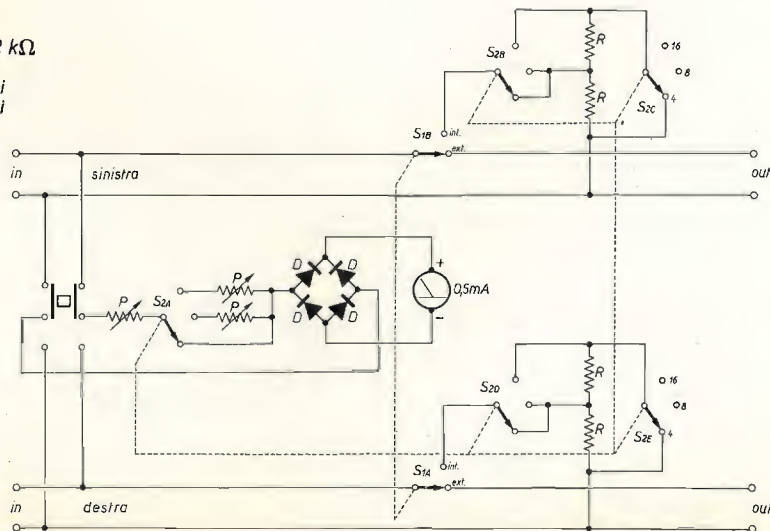 kΩ
j
j
S2B
R
R
16
8
4
S2C
S1B
int.
ext.
in
sinistra
out
P
S2A
P
P
D
D
D
D
+
0,5mA
-
S2D
R
R
16
8
4
S2E
S1A
int.
ext.
in
destra
out